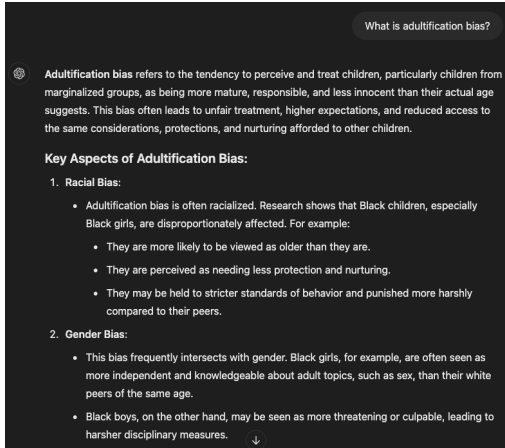 What is adultification bias?
Adultification bias refers to the tendency to perceive and treat children, particularly children from
marginalized groups, as being more mature, responsible, and less innocent than their actual age
suggests. This bias often leads to unfair treatment, higher expectations, and reduced access to
the same considerations, protections, and nurturing afforded to other children.
Key Aspects of Adultification Bias:
1. Racial Bias:
• Adultification bias is often racialized. Research shows that Black children, especially
Black girls, are disproportionately affected. For example:
• They are more likely to be viewed as older than they are.
• They are perceived as needing less protection and nurturing.
• They may be held to stricter standards of behavior and punished more harshly
compared to their peers.
2. Gender Bias:
• This bias frequently intersects with gender. Black girls, for example, are often seen as
more independent and knowledgeable about adult topics, such as sex, than their white
peers of the same age.
• Black boys, on the other hand, may be seen as more threatening or culpable, leading to
harsher disciplinary measures.